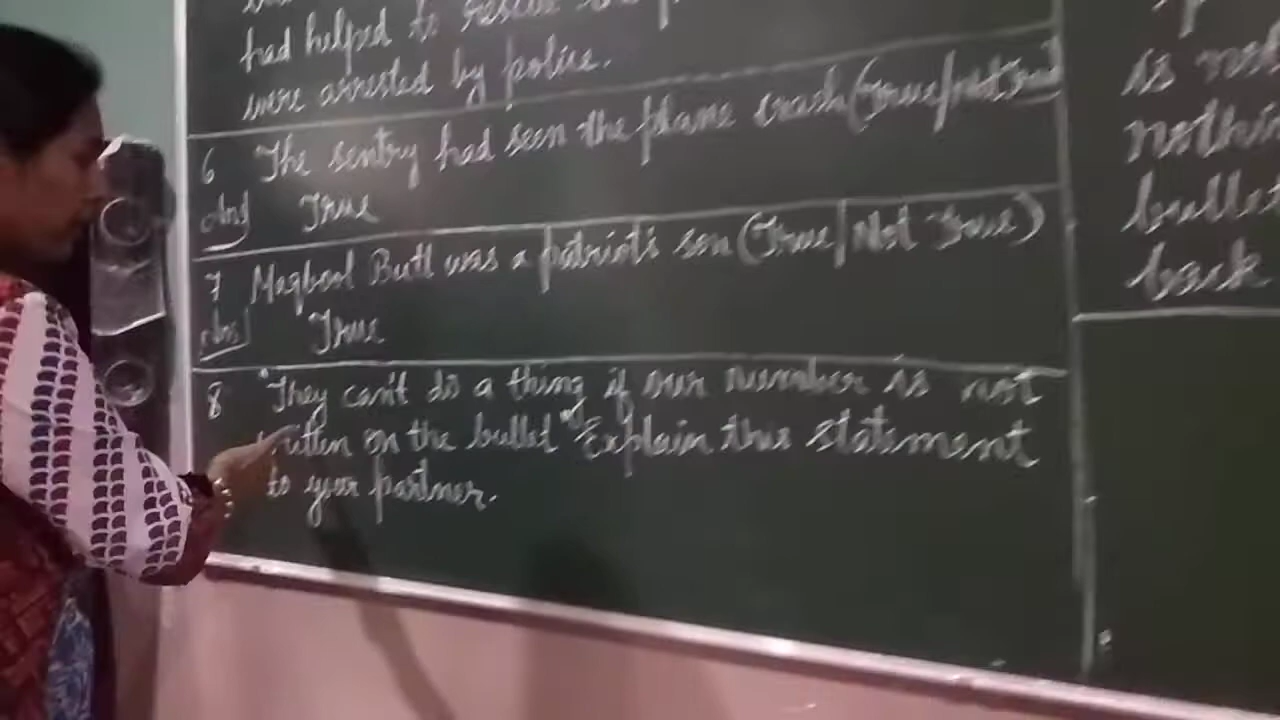 had helped to rescue the
were arrested by police.
6 The sentry had seen the plane crash (True/Not True)
Ans) True
7 Maqbool Butt was a patriot's son (True/Not True)
Ans) True
8 "They can't do a thing if our number is not
written on the bullet" Explain this statement
to your partner.
is not
nothin
bullet
back